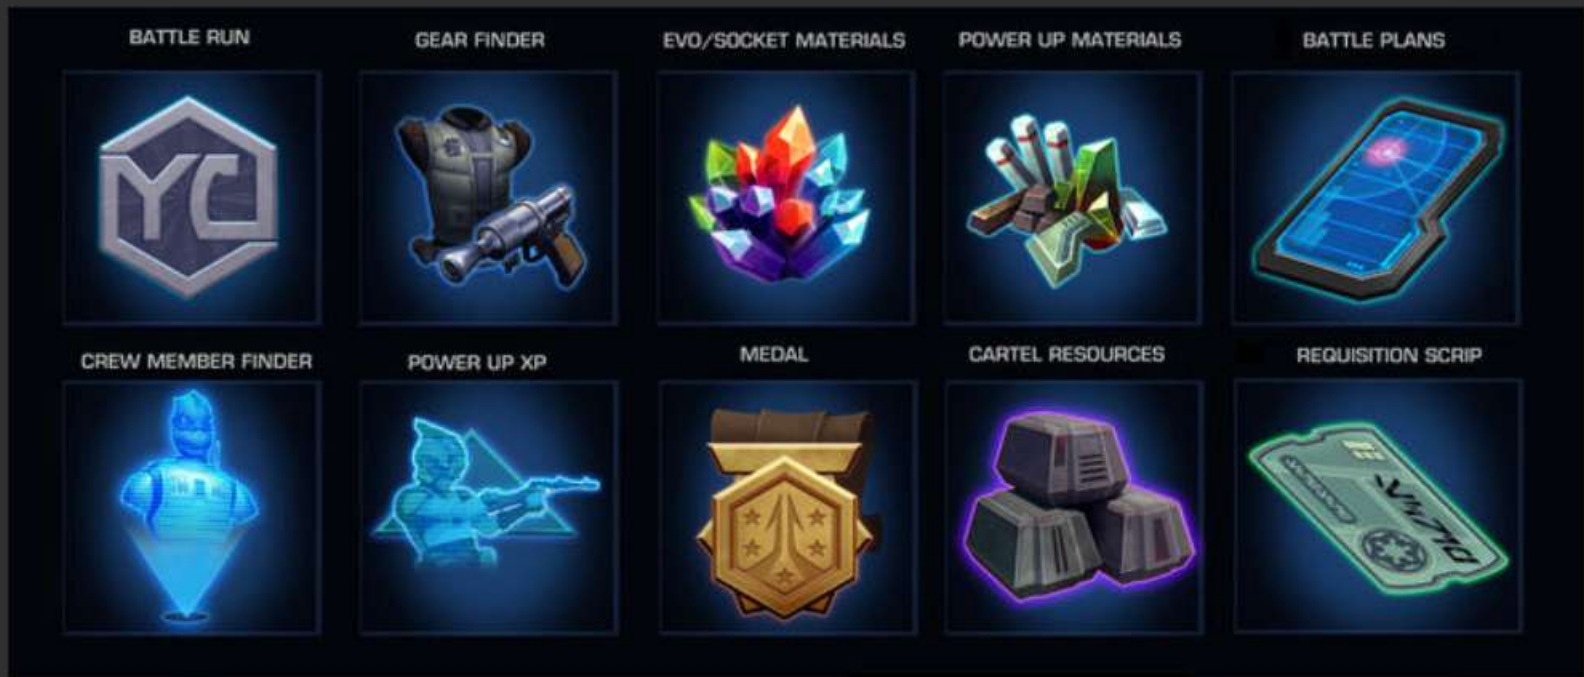 BATTLE RUN
GEAR FINDER
EVO/SOCKET MATERIALS
POWER UP MATERIALS
BATTLE PLANS
CREW MEMBER FINDER
POWER UP XP
MEDAL
CARTEL RESOURCES
REQUISITION SCRIP